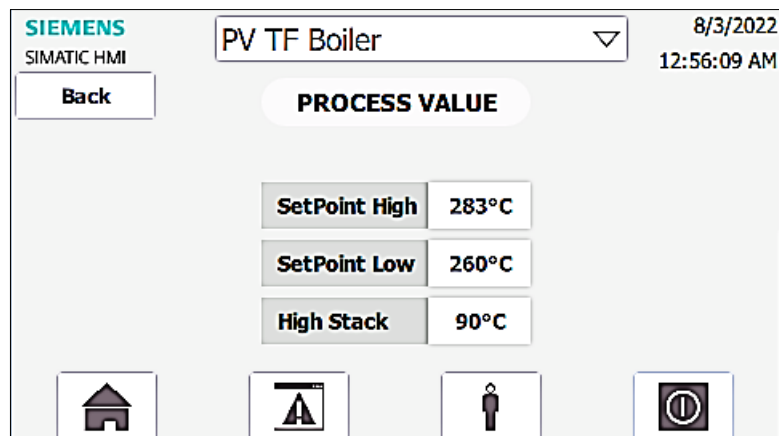 SIEMENS
SIMATIC HMI
PV TF Boiler
8/3/2022
12:56:09 AM
Back
PROCESS VALUE
SetPoint High 283°C
SetPoint Low 260°C
High Stack 90°C